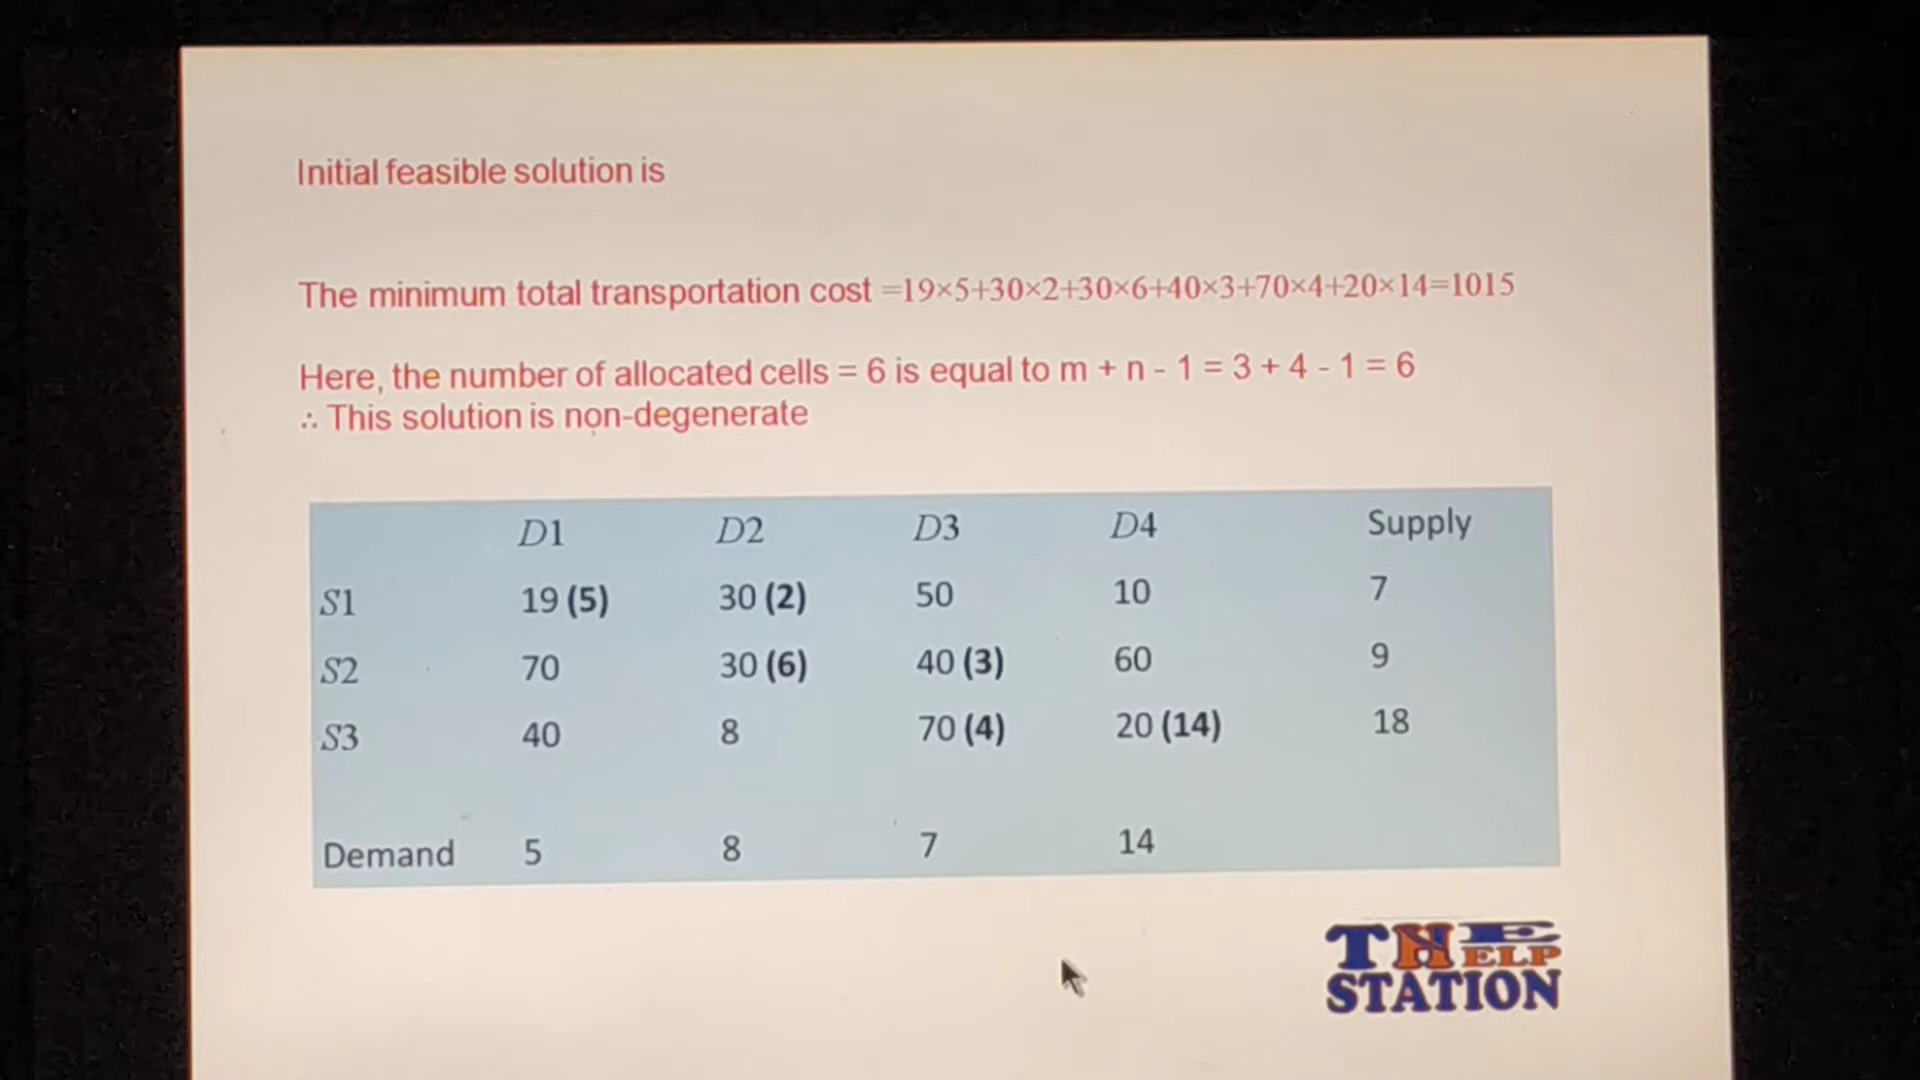 Initial feasible solution is
The minimum total transportation cost =19×5+30×2+30×6+40×3+70×4+20×14=1015
Here, the number of allocated cells = 6 is equal to m + n - 1 = 3 + 4 - 1 = 6
∴ This solution is non-degenerate
D1 D2 D3 D4 Supply
S1 19 (5) 30 (2) 50 10 7
S2 70 30 (6) 40 (3) 60 9
S3 40 8 70 (4) 20 (14) 18
Demand 5 8 7 14
THE HELP
STATION